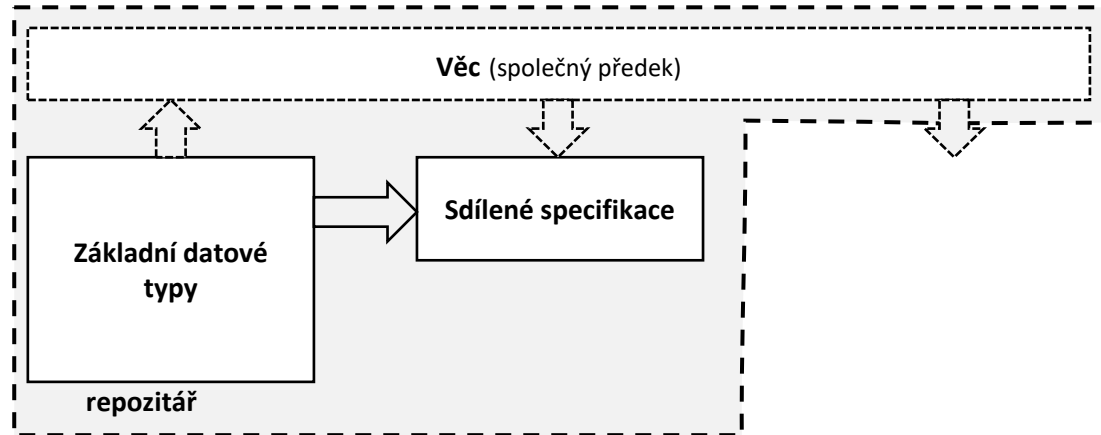 Věc (společný předek)
Sdílené specifikace
Základní datové
typy
repozitář